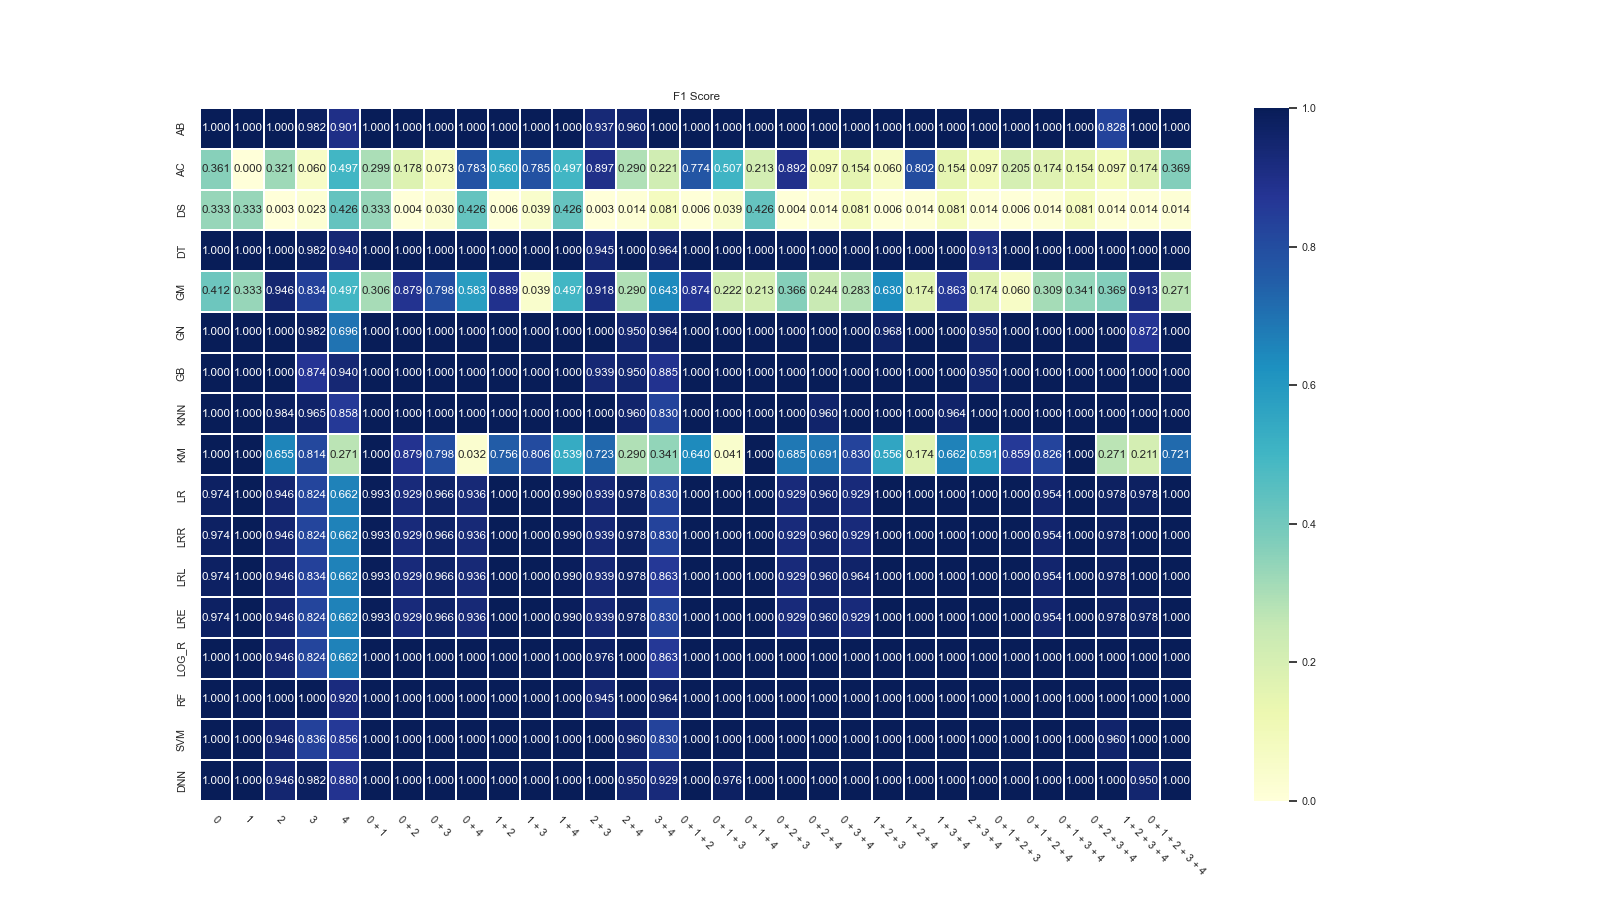 F1 Score
AB 1.000 1.000 1.000 0.982 0.901 1.000 1.000 1.000 1.000 1.000 1.000 1.000 0.937 0.960 1.000 1.000 1.000 1.000 1.000 1.000 1.000 1.000 1.000 1.000 1.000 1.000 1.000 1.000 0.828 1.000 1.000
AC 0.361 0.000 0.321 0.060 0.497 0.299 0.178 0.073 0.783 0.560 0.785 0.497 0.897 0.290 0.221 0.774 0.507 0.213 0.892 0.097 0.154 0.060 0.802 0.154 0.097 0.205 0.174 0.154 0.097 0.174 0.369
DS 0.333 0.333 0.003 0.023 0.426 0.333 0.004 0.030 0.426 0.006 0.039 0.426 0.003 0.014 0.081 0.006 0.039 0.426 0.004 0.014 0.081 0.006 0.014 0.081 0.014 0.006 0.014 0.081 0.014 0.014 0.014
DT 1.000 1.000 1.000 0.982 0.940 1.000 1.000 1.000 1.000 1.000 1.000 1.000 0.945 1.000 0.964 1.000 1.000 1.000 1.000 1.000 1.000 1.000 1.000 1.000 0.913 1.000 1.000 1.000 1.000 1.000 1.000
GM 0.412 0.333 0.946 0.834 0.497 0.306 0.879 0.798 0.583 0.889 0.039 0.497 0.918 0.290 0.643 0.874 0.222 0.213 0.366 0.244 0.283 0.630 0.174 0.863 0.174 0.060 0.309 0.341 0.369 0.913 0.271
GN 1.000 1.000 1.000 0.982 0.696 1.000 1.000 1.000 1.000 1.000 1.000 1.000 1.000 0.950 0.964 1.000 1.000 1.000 1.000 1.000 1.000 0.968 1.000 1.000 0.950 1.000 1.000 1.000 1.000 0.872 1.000
GB 1.000 1.000 1.000 0.874 0.940 1.000 1.000 1.000 1.000 1.000 1.000 1.000 0.939 0.950 0.885 1.000 1.000 1.000 1.000 1.000 1.000 1.000 1.000 1.000 0.950 1.000 1.000 1.000 1.000 1.000 1.000
KNN 1.000 1.000 0.984 0.965 0.858 1.000 1.000 1.000 1.000 1.000 1.000 1.000 1.000 0.960 0.830 1.000 1.000 1.000 1.000 0.960 1.000 1.000 1.000 0.964 1.000 1.000 1.000 1.000 1.000 1.000 1.000
KM 1.000 1.000 0.655 0.814 0.271 1.000 0.879 0.798 0.032 0.756 0.806 0.539 0.723 0.290 0.341 0.640 0.041 1.000 0.685 0.691 0.830 0.556 0.174 0.662 0.591 0.859 0.826 1.000 0.271 0.211 0.721
LR 0.974 1.000 0.946 0.824 0.662 0.993 0.929 0.966 0.936 1.000 1.000 0.990 0.939 0.978 0.830 1.000 1.000 1.000 0.929 0.960 0.929 1.000 1.000 1.000 1.000 1.000 0.954 1.000 0.978 0.978 1.000
LRR 0.974 1.000 0.946 0.824 0.662 0.993 0.929 0.966 0.936 1.000 1.000 0.990 0.939 0.978 0.830 1.000 1.000 1.000 0.929 0.960 0.929 1.000 1.000 1.000 1.000 1.000 0.954 1.000 0.978 1.000 1.000
LRL 0.974 1.000 0.946 0.834 0.662 0.993 0.929 0.966 0.936 1.000 1.000 0.990 0.939 0.978 0.863 1.000 1.000 1.000 0.929 0.960 0.964 1.000 1.000 1.000 1.000 1.000 0.954 1.000 0.978 1.000 1.000
LRE 0.974 1.000 0.946 0.824 0.662 0.993 0.929 0.966 0.936 1.000 1.000 0.990 0.939 0.978 0.830 1.000 1.000 1.000 0.929 0.960 0.929 1.000 1.000 1.000 1.000 1.000 0.954 1.000 0.978 0.978 1.000
LOG_R 1.000 1.000 0.946 0.824 0.662 1.000 1.000 1.000 1.000 1.000 1.000 1.000 0.976 1.000 0.863 1.000 1.000 1.000 1.000 1.000 1.000 1.000 1.000 1.000 1.000 1.000 1.000 1.000 1.000 1.000 1.000
RF 1.000 1.000 1.000 1.000 0.920 1.000 1.000 1.000 1.000 1.000 1.000 1.000 0.945 1.000 0.964 1.000 1.000 1.000 1.000 1.000 1.000 1.000 1.000 1.000 1.000 1.000 1.000 1.000 1.000 1.000 1.000
SVM 1.000 1.000 0.946 0.836 0.856 1.000 1.000 1.000 1.000 1.000 1.000 1.000 1.000 0.960 0.830 1.000 1.000 1.000 1.000 1.000 1.000 1.000 1.000 1.000 1.000 1.000 1.000 1.000 0.960 1.000 1.000
DNN 1.000 1.000 0.946 0.982 0.880 1.000 1.000 1.000 1.000 1.000 1.000 1.000 1.000 0.950 0.929 1.000 0.976 1.000 1.000 1.000 1.000 1.000 1.000 1.000 1.000 1.000 1.000 1.000 1.000 0.950 1.000
0 1 2 3 4 0 + 1 0 + 2 0 + 3 0 + 4 1 + 2 1 + 3 1 + 4 2 + 3 2 + 4 3 + 4 0 + 1 + 2 0 + 1 + 3 0 + 1 + 4 0 + 2 + 3 0 + 2 + 4 0 + 3 + 4 1 + 2 + 3 1 + 2 + 4 1 + 3 + 4 2 + 3 + 4 0 + 1 + 2 + 3 0 + 1 + 2 + 4 0 + 1 + 3 + 4 0 + 2 + 3 + 4 1 + 2 + 3 + 4 0 + 1 + 2 + 3 + 4
1.0
0.8
0.6
0.4
0.2
0.0